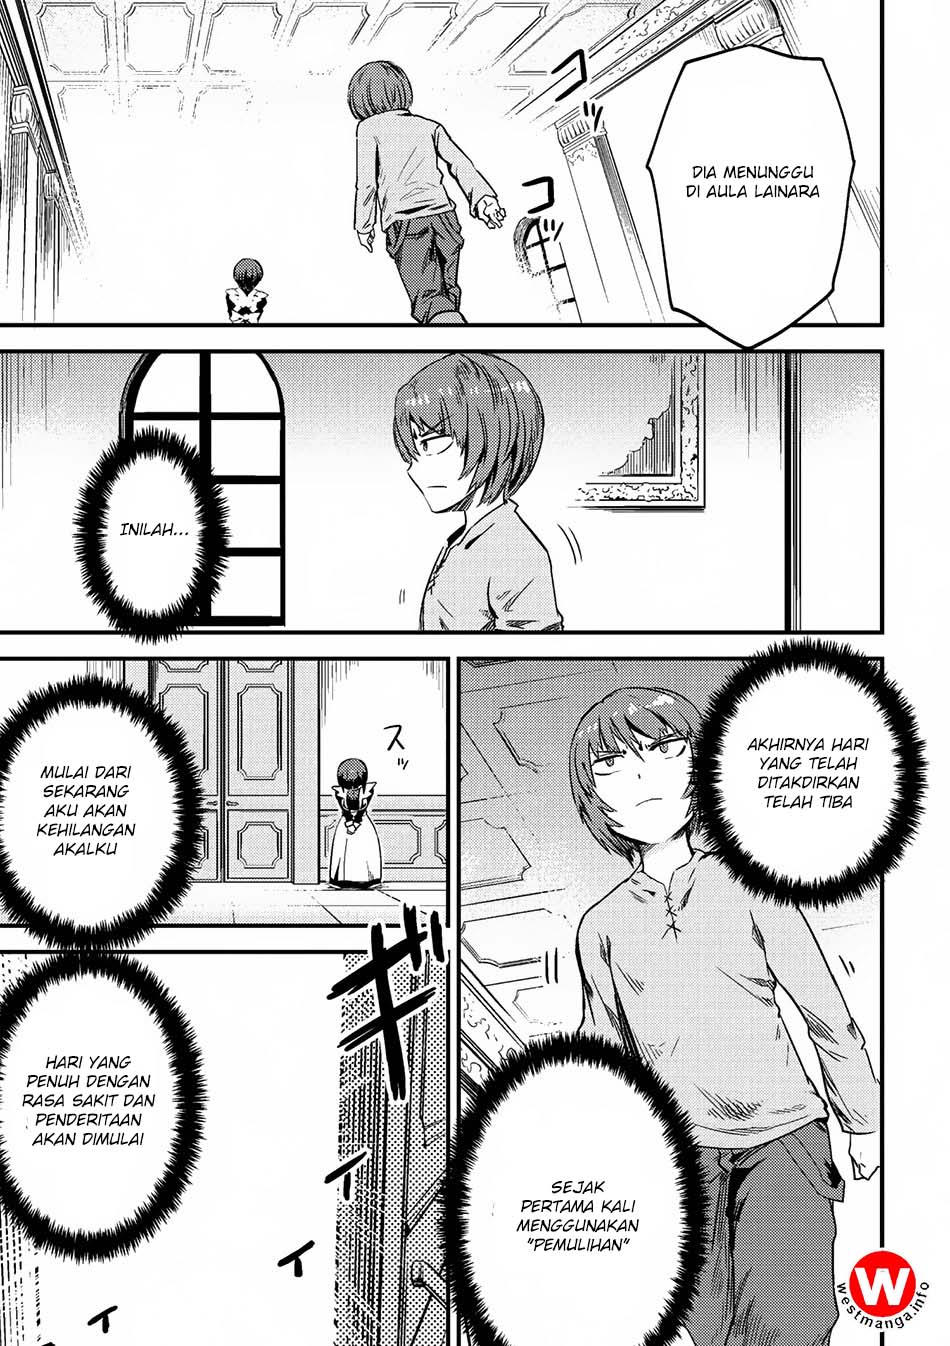 DIA MENUNGGU
DI AULA LAINARA
コツ
コツ
INILAH...
AKHIRNYA HARI
YANG TELAH
DITAKDIRKAN
TELAH TIBA
SEJAK
PERTAMA KALI
MENGGUNAKAN
"PEMULIHAN"
スッ
MULAI DARI
SEKARANG
AKU AKAN
KEHILANGAN
AKALKU
HARI YANG
PENUH DENGAN
RASA SAKIT DAN
PENDERITAAN
AKAN DIMULAI
ギイィィ
W
westmanga.info